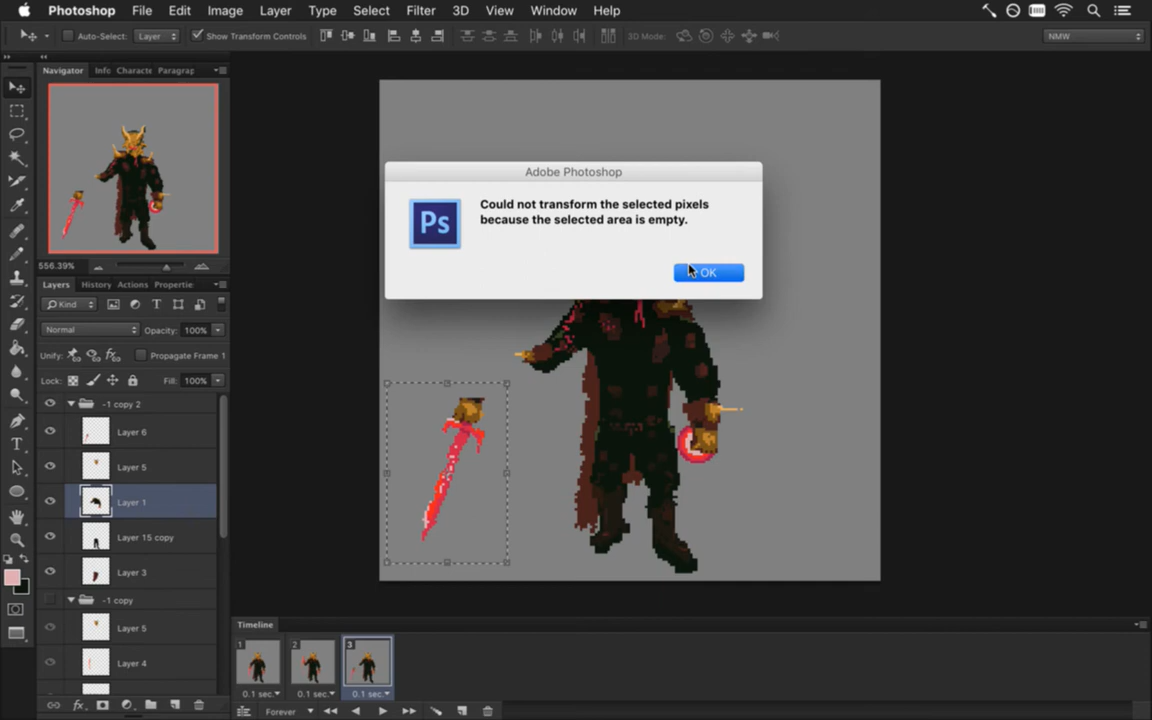 Photoshop File Edit Image Layer Type Select Filter 3D View Window Help
Auto-Select: Layer Show Transform Controls 3D Mode: NMW
Navigator Info Characte Paragrap
556.39%
Layers History Actions Propertie
Kind
Normal Opacity: 100%
Unify: Propagate Frame 1
Lock: Fill: 100%
-1 copy 2
Layer 6
Layer 5
Layer 1
Layer 15 copy
Layer 3
-1 copy
Layer 5
Layer 4
Adobe Photoshop
Ps
Could not transform the selected pixels
because the selected area is empty.
OK
Timeline
1 2 3
0.1 sec. 0.1 sec. 0.1 sec.
Forever